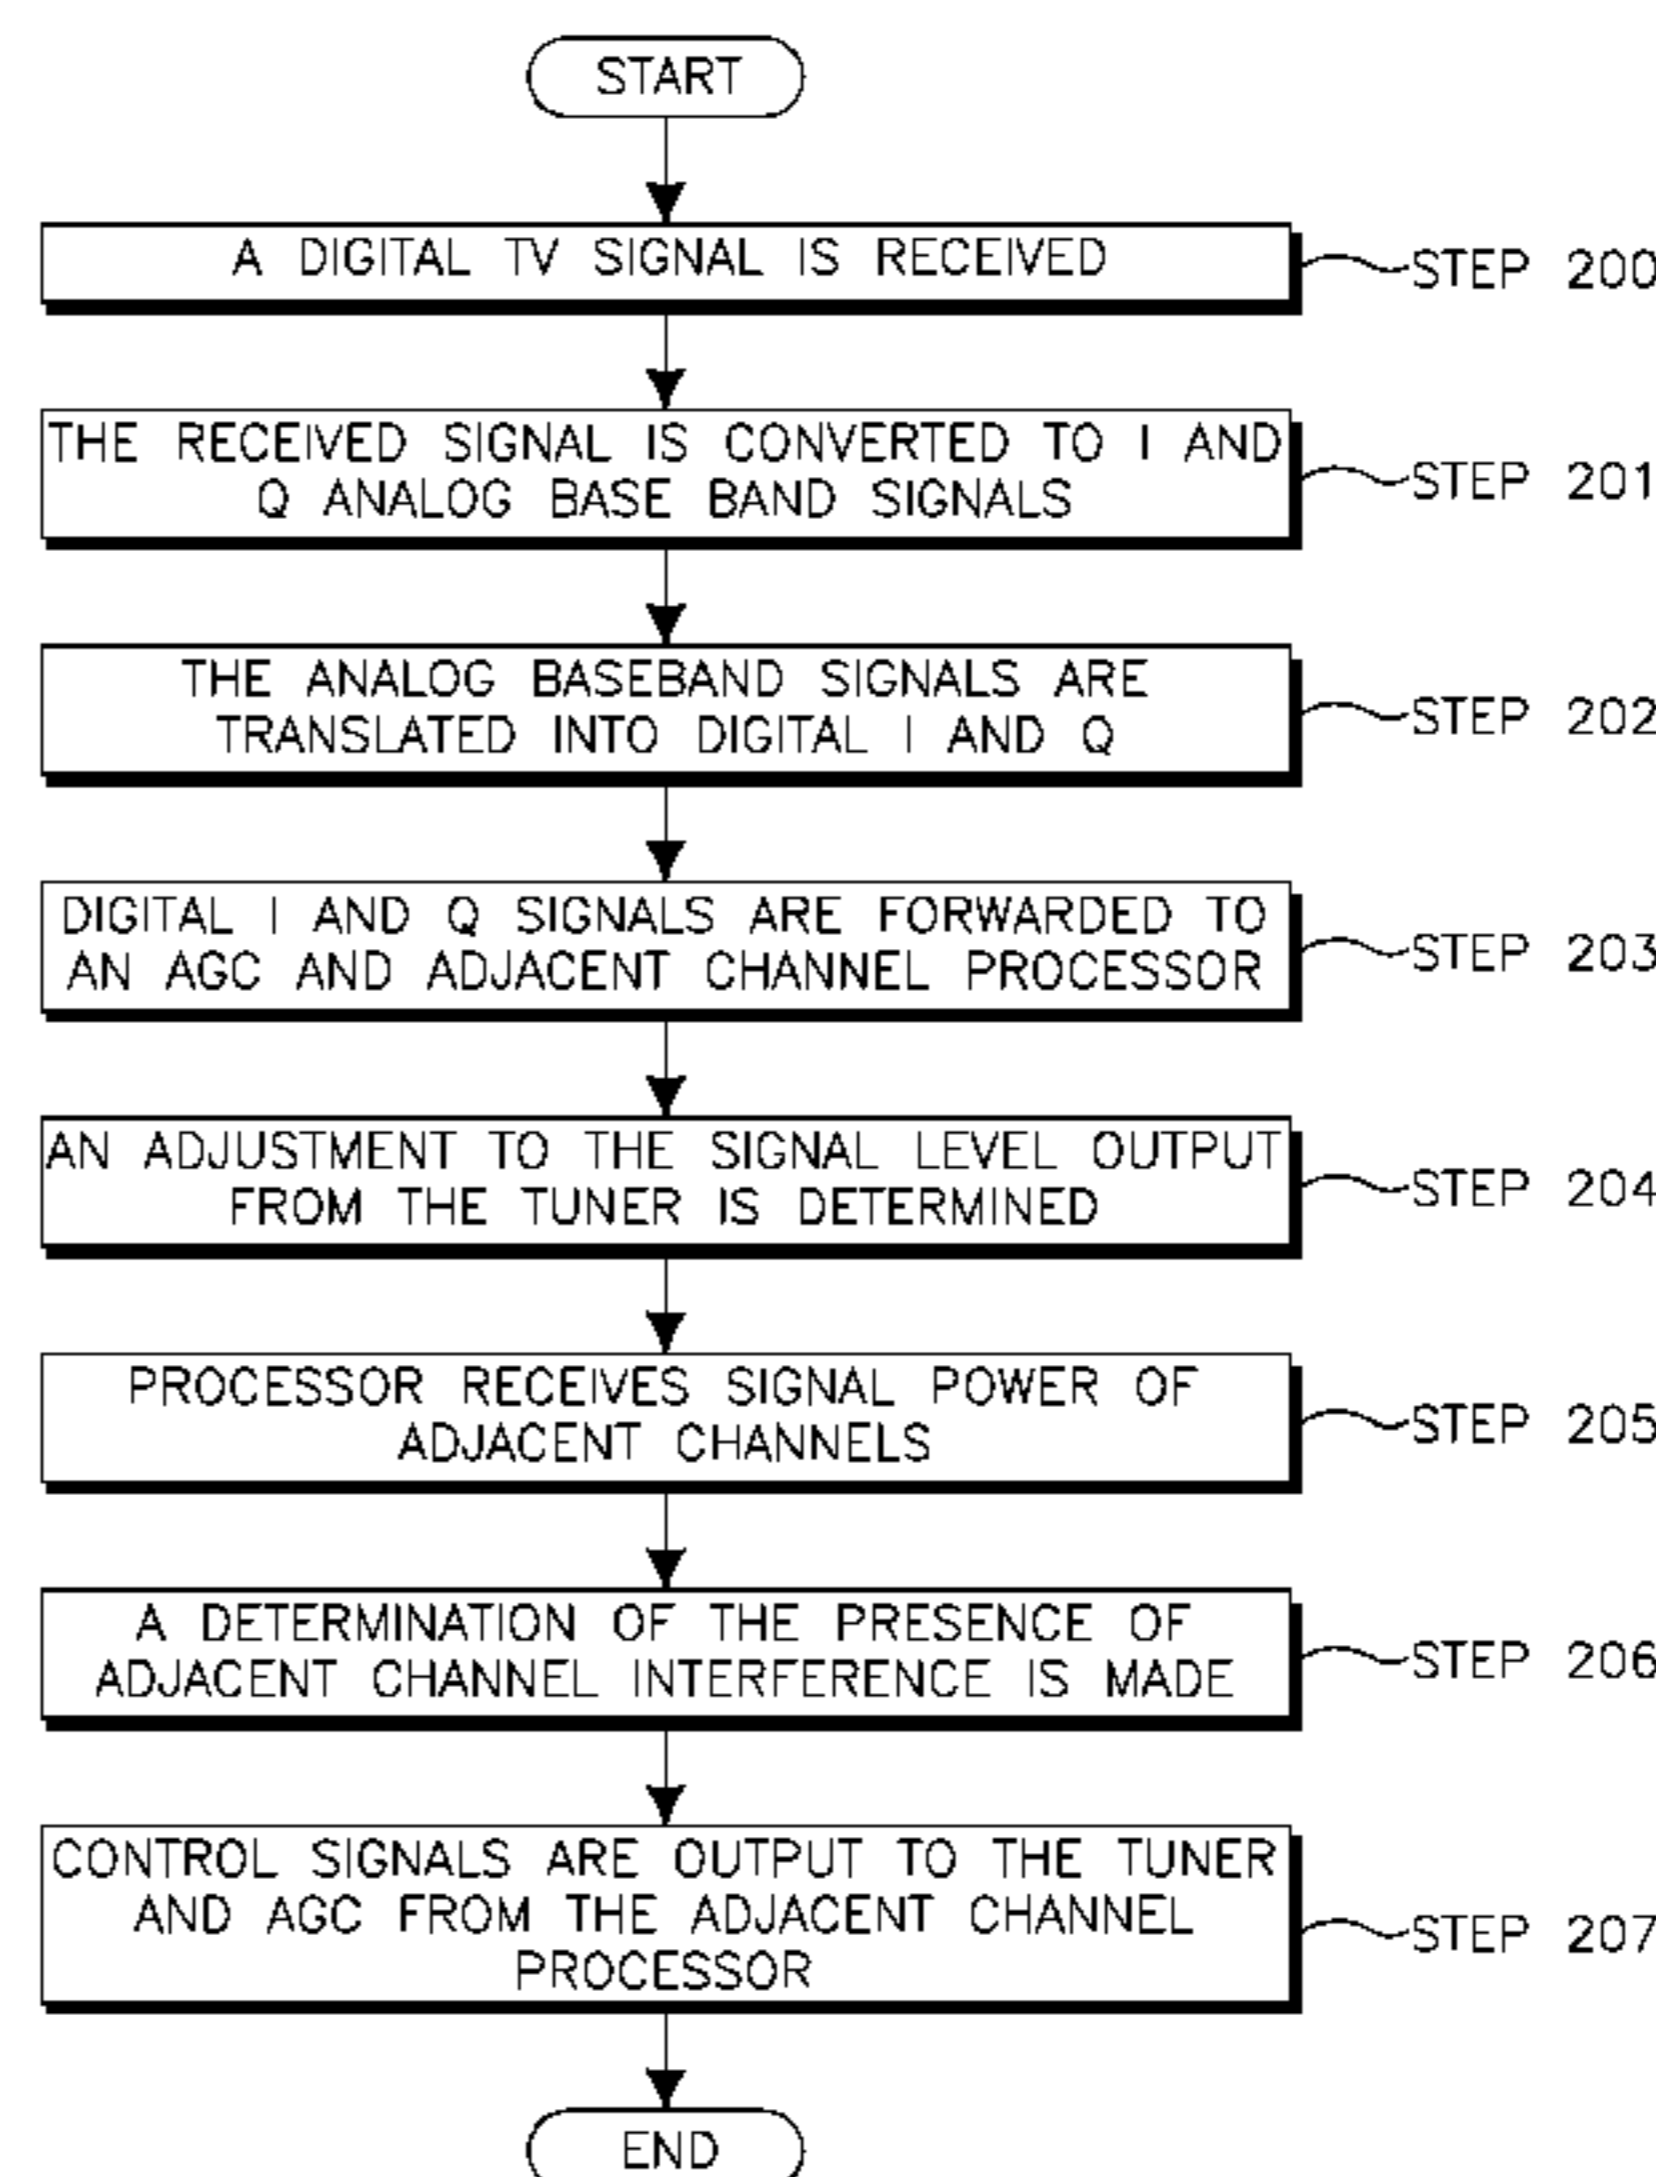 START
A DIGITAL TV SIGNAL IS RECEIVED
STEP 200
THE RECEIVED SIGNAL IS CONVERTED TO I AND
Q ANALOG BASE BAND SIGNALS
STEP 201
THE ANALOG BASEBAND SIGNALS ARE
TRANSLATED INTO DIGITAL I AND Q
STEP 202
DIGITAL I AND Q SIGNALS ARE FORWARDED TO
AN AGC AND ADJACENT CHANNEL PROCESSOR
STEP 203
AN ADJUSTMENT TO THE SIGNAL LEVEL OUTPUT
FROM THE TUNER IS DETERMINED
STEP 204
PROCESSOR RECEIVES SIGNAL POWER OF
ADJACENT CHANNELS
STEP 205
A DETERMINATION OF THE PRESENCE OF
ADJACENT CHANNEL INTERFERENCE IS MADE
STEP 206
CONTROL SIGNALS ARE OUTPUT TO THE TUNER
AND AGC FROM THE ADJACENT CHANNEL
PROCESSOR
STEP 207
END